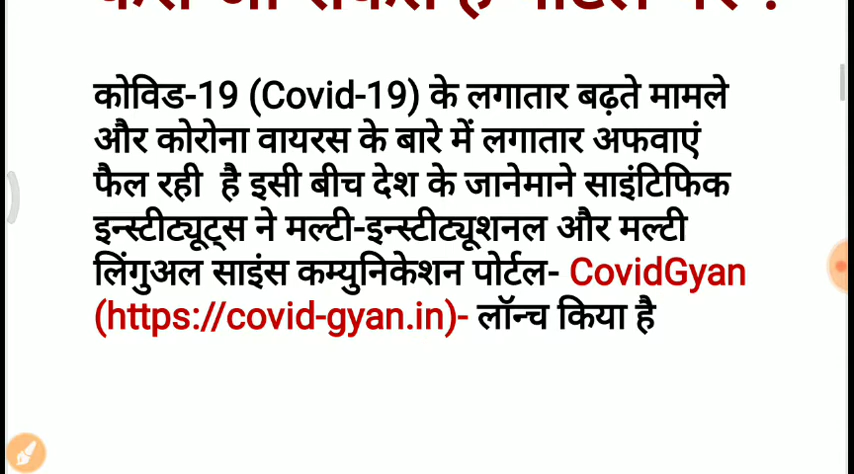 कोविड-19 (Covid-19) के लगातार बढ़ते मामले
और कोरोना वायरस के बारे में लगातार अफवाएं
फैल रही है इसी बीच देश के जानेमाने साइंटिफिक
इन्स्टीट्यूट्स ने मल्टी-इन्स्टीट्यूशनल और मल्टी
लिंगुअल साइंस कम्युनिकेशन पोर्टल- CovidGyan
(https://covid-gyan.in)- लॉन्च किया है